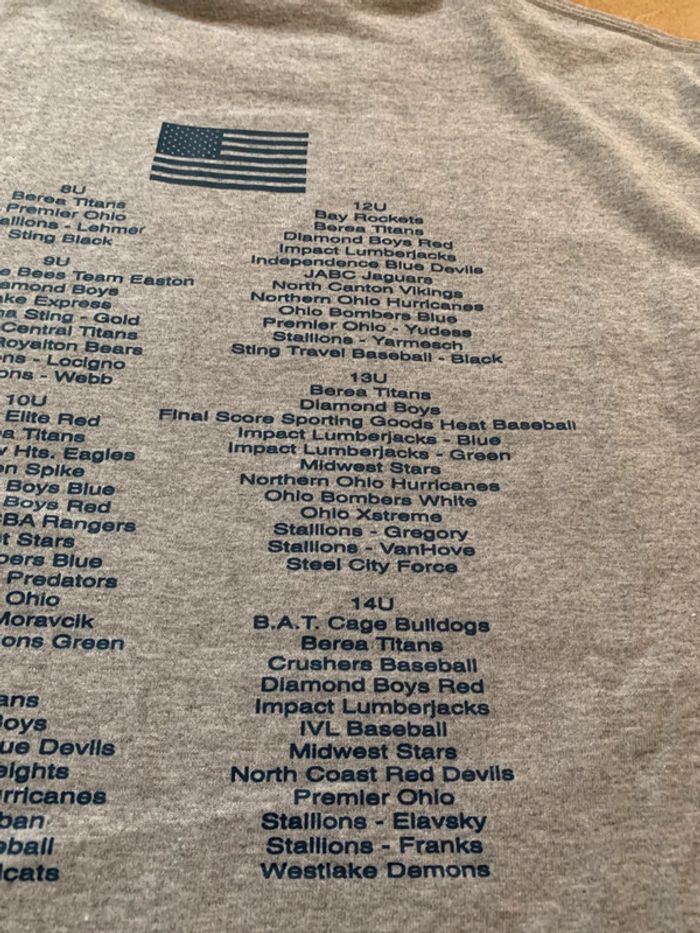 8U
Berea Titans
Premier Ohio
Stallions - Lehmer
Sting Black
9U
Bees Team Easton
Diamond Boys
Express
Sting - Gold
Central Titans
Royalton Bears
- Locigno
- Webb
10U
Elite Red
Titans
Hts. Eagles
Spike
Boys Blue
Boys Red
Rangers
Stars
Blue
Predators
Ohio
Moravcik
Green
Boys
Blue Devils
Heights
Hurricanes
12U
Bay Rockets
Berea Titans
Diamond Boys Red
Impact Lumberjacks
Independence Blue Devils
JABC Jaguars
North Canton Vikings
Northern Ohio Hurricanes
Ohio Bombers Blue
Premier Ohio - Yudess
Stallions - Yarmesch
Sting Travel Baseball - Black
13U
Berea Titans
Diamond Boys
Final Score Sporting Goods Heat Baseball
Impact Lumberjacks - Blue
Impact Lumberjacks - Green
Midwest Stars
Northern Ohio Hurricanes
Ohio Bombers White
Ohio Xstreme
Stallions - Gregory
Stallions - VanHove
Steel City Force
14U
B.A.T. Cage Bulldogs
Berea Titans
Crushers Baseball
Diamond Boys Red
Impact Lumberjacks
IVL Baseball
Midwest Stars
North Coast Red Devils
Premier Ohio
Stallions - Elavsky
Stallions - Franks
Westlake Demons